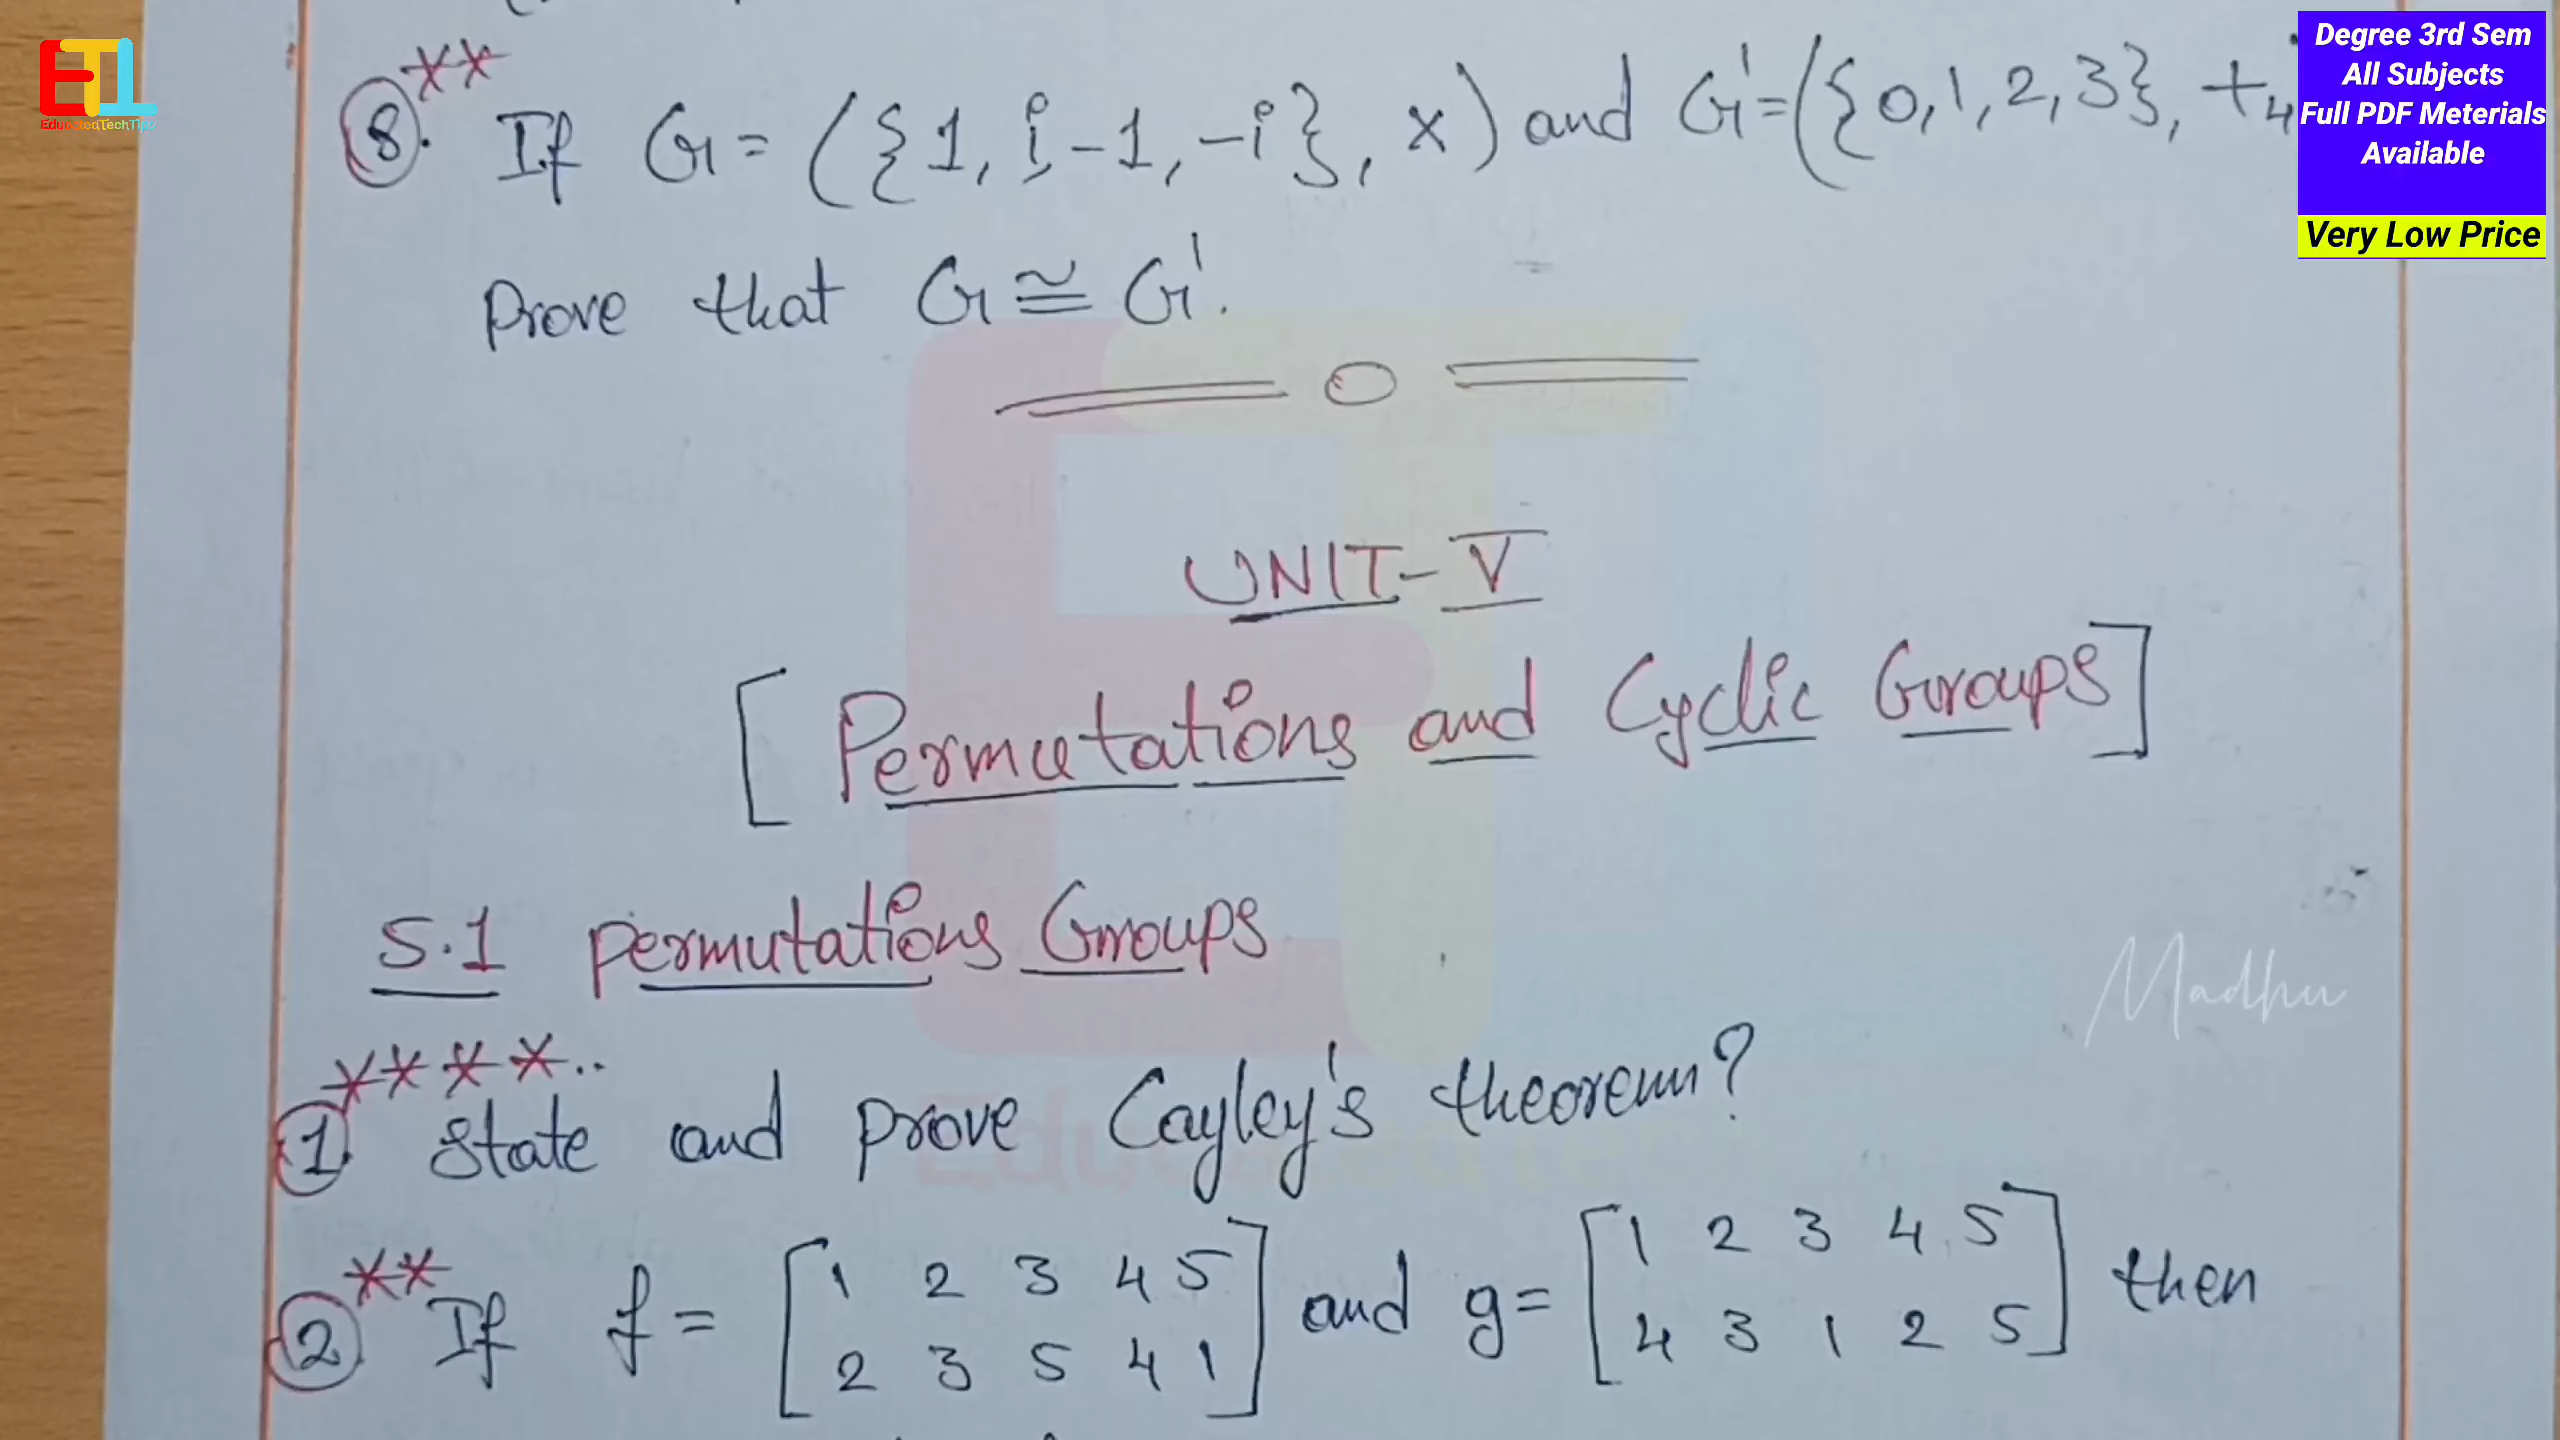 ETT
EducatedTechTips
Degree 3rd Sem
All Subjects
Full PDF Meterials
Available
Very Low Price
8. ** If G = ({1, i, -1, -i}, x) and G' = ({0, 1, 2, 3}, +4
Prove that G ≅ G'.
UNIT - V
[Permutations and Cyclic Groups]
5.1 Permutations Groups
****..
1. State and prove Cayley's theorem?
**
2. If f = [1 2 3 4 5 and g = [1 2 3 4 5 then
2 3 5 4 1] 4 3 1 2 5]
Madhu